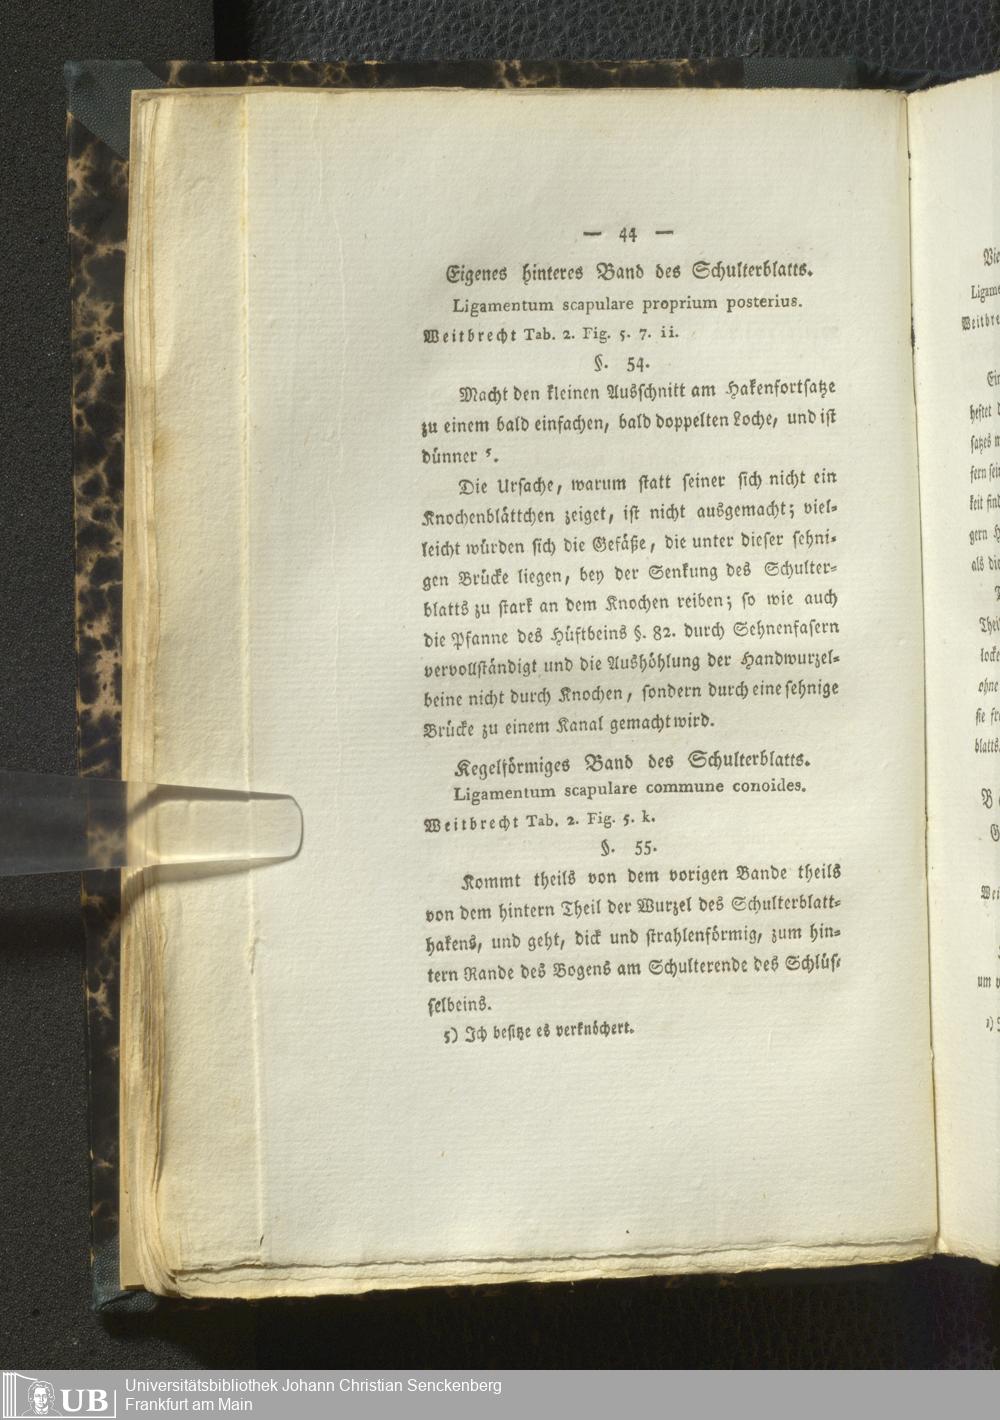 — 44 —
Eigenes hinteres Band des Schulterblatts.
Ligamentum scapulare proprium posterius.
Weitbrecht Tab. 2. Fig. 5. 7. ii.
§. 54.
Macht den kleinen Ausschnitt am Hakenfortsatze
zu einem bald einfachen, bald doppelten Loche, und ist
dünner ⁵.
Die Ursache, warum statt seiner sich nicht ein
Knochenblättchen zeiget, ist nicht ausgemacht; viel-
leicht würden sich die Gefäße, die unter dieser sehni-
gen Brücke liegen, bey der Senkung des Schulter-
blatts zu stark an dem Knochen reiben; so wie auch
die Pfanne des Hüftbeins §. 82. durch Sehnenfasern
vervollständigt und die Aushöhlung der Handwurzel-
beine nicht durch Knochen, sondern durch eine sehnige
Brücke zu einem Kanal gemacht wird.
Kegelförmiges Band des Schulterblatts.
Ligamentum scapulare commune conoides.
Weitbrecht Tab. 2. Fig. 5. k.
§. 55.
Kommt theils von dem vorigen Bande theils
von dem hintern Theil der Wurzel des Schulterblatt-
hakens, und geht, dick und strahlenförmig, zum hin-
tern Rande des Bogens am Schulterende des Schlüs-
selbeins.
5) Ich besitze es verknöchert.
UB
Universitätsbibliothek Johann Christian Senckenberg
Frankfurt am Main